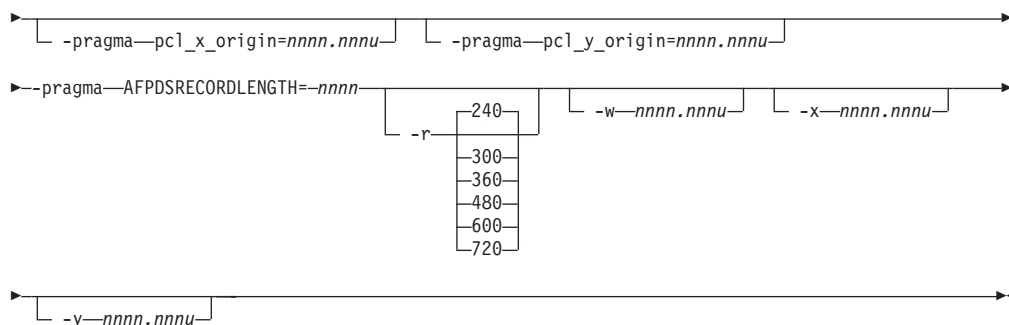 -pragma—pcl_x_origin=nnnn.nnnu -pragma—pcl_y_origin=nnnn.nnnu
-pragma—AFPDSRECORDLENGTH=—nnnn -r 240 -w—nnnn.nnnu -x—nnnn.nnnu
300
360
480
600
720
-y—nnnn.nnnu